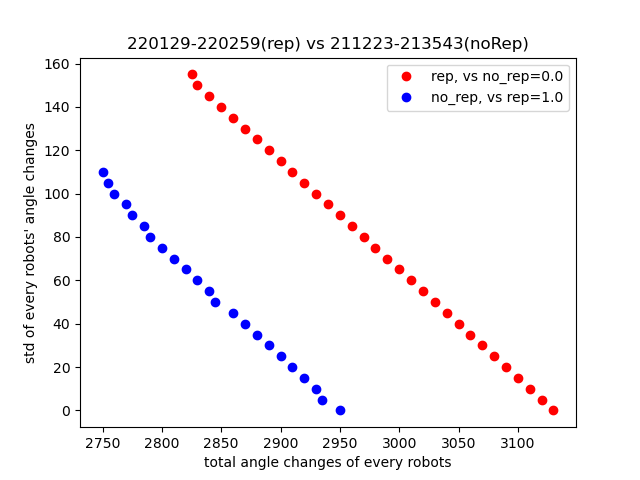 220129-220259(rep) vs 211223-213543(noRep)
rep, vs no_rep=0.0
no_rep, vs rep=1.0
std of every robots' angle changes
160
140
120
100
80
60
40
20
0
2750 2800 2850 2900 2950 3000 3050 3100
total angle changes of every robots